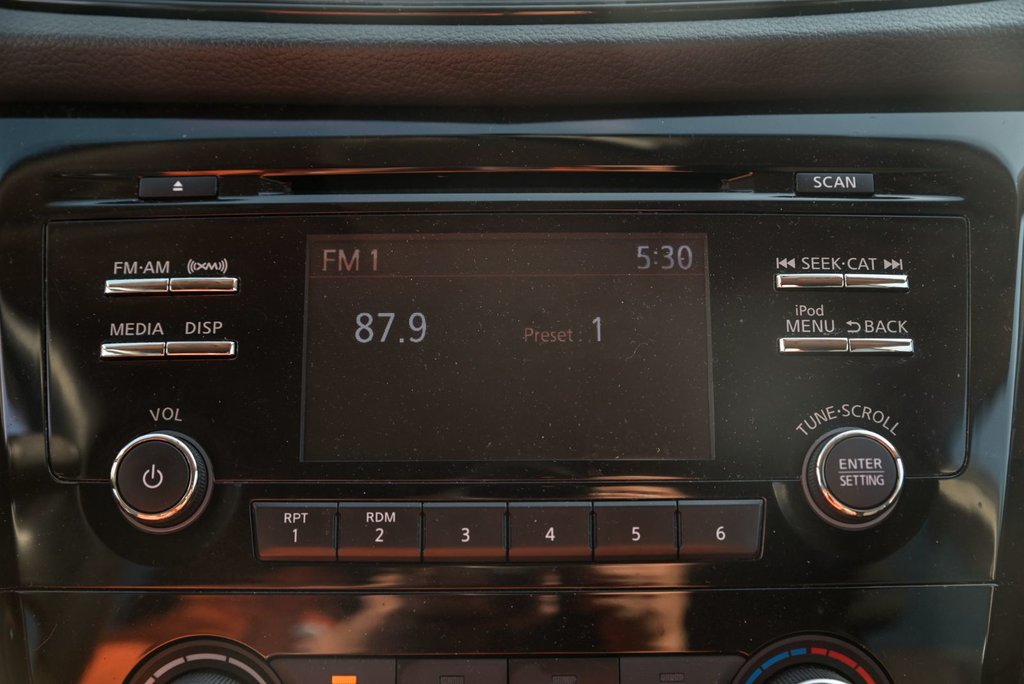 SCAN
FM·AM ((XM))
SEEK·CAT
FM 1 5:30
87.9 Preset : 1
MEDIA DISP
iPod
MENU BACK
VOL
TUNE·SCROLL
ENTER
SETTING
RPT RDM
1 2 3 4 5 6